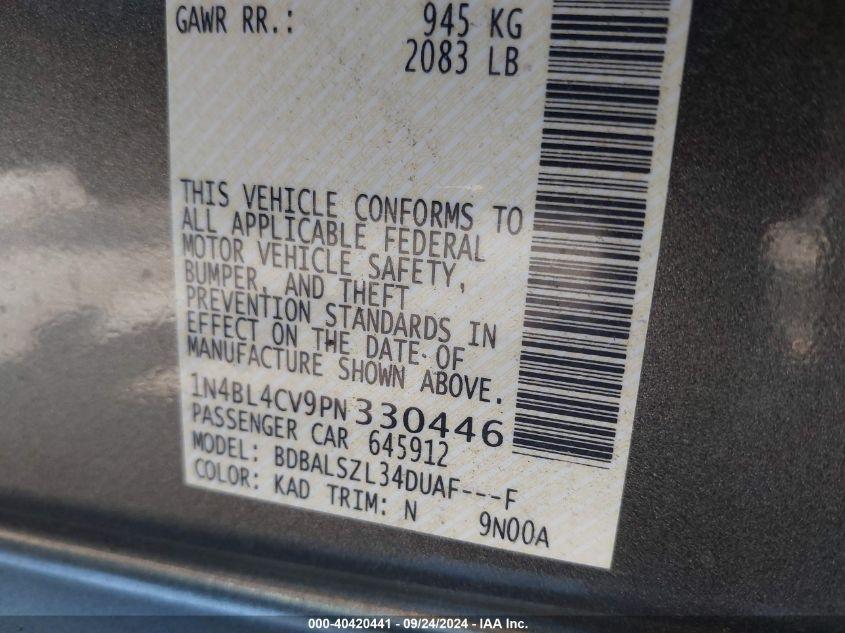 GAWR RR.: 945 KG
2083 LB
THIS VEHICLE CONFORMS TO
ALL APPLICABLE FEDERAL
MOTOR VEHICLE SAFETY,
BUMPER, AND THEFT
PREVENTION STANDARDS IN
EFFECT ON THE DATE OF
MANUFACTURE SHOWN ABOVE.
1N4BL4CV9PN330446
PASSENGER CAR 645912
MODEL: BDBALSZL34DUAF---F
COLOR: KAD TRIM: N 9N00A
000-40420441 - 09/24/2024 - IAA Inc.